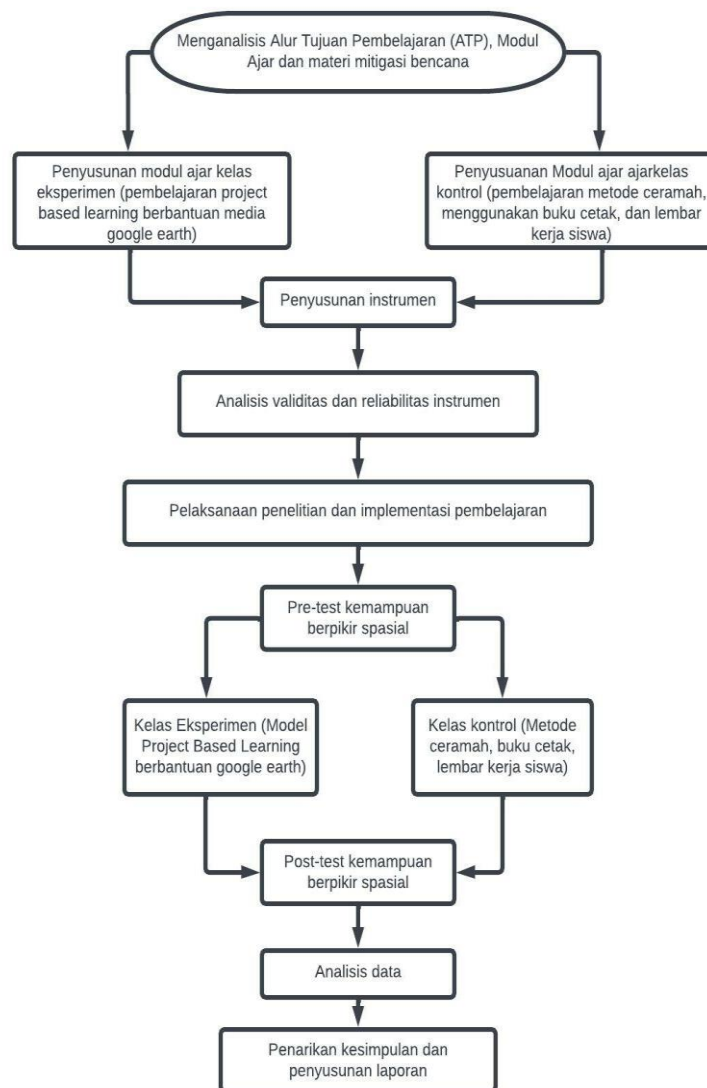 Menganalisis Alur Tujuan Pembelajaran (ATP), Modul
Ajar dan materi mitigasi bencana
Penyusunan modul ajar kelas
eksperimen (pembelajaran project
based learning berbantuan media
google earth)
Penyusuanan Modul ajar ajarkelas
kontrol (pembelajaran metode ceramah,
menggunakan buku cetak, dan lembar
kerja siswa)
Penyusunan instrumen
Analisis validitas dan reliabilitas instrumen
Pelaksanaan penelitian dan implementasi pembelajaran
Pre-test kemampuan
berpikir spasial
Kelas Eksperimen (Model
Project Based Learning
berbantuan google earth)
Kelas kontrol (Metode
ceramah, buku cetak,
lembar kerja siswa)
Post-test kemampuan
berpikir spasial
Analisis data
Penarikan kesimpulan dan
penyusunan laporan